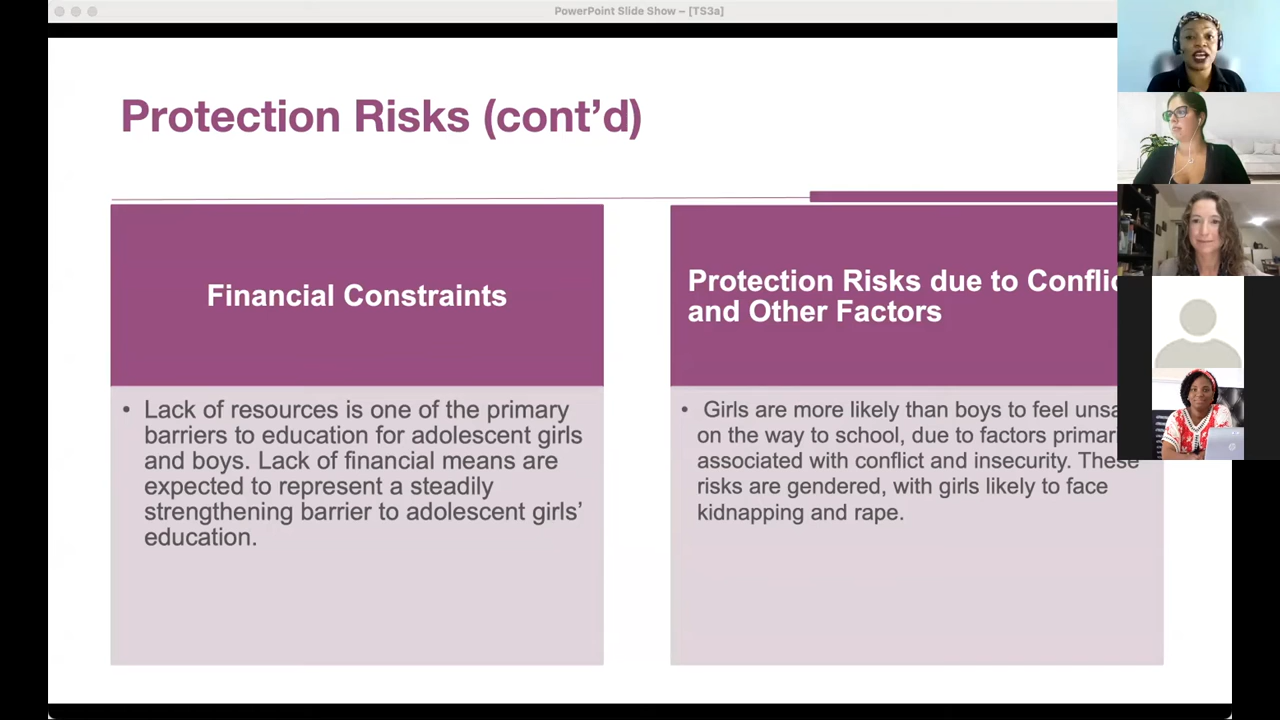 PowerPoint Slide Show – [TS3a]
Protection Risks (cont’d)
Financial Constraints
• Lack of resources is one of the primary
barriers to education for adolescent girls
and boys. Lack of financial means are
expected to represent a steadily
strengthening barrier to adolescent girls’
education.
Protection Risks due to
and Other Factors
• Girls are more likely than boys to feel
on the way to school, due to factors
associated with conflict and insecurity. These
risks are gendered, with girls likely to face
kidnapping and rape.